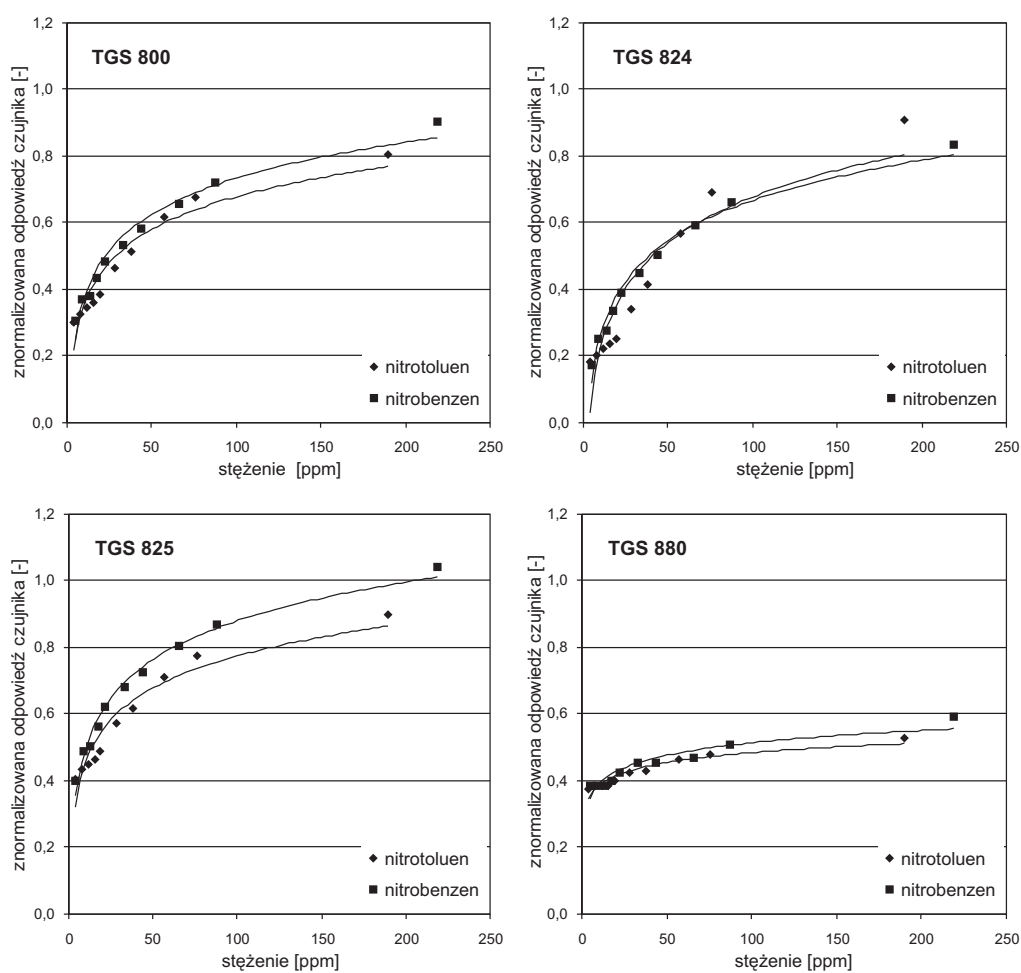 1,2
TGS 800
1,0
0,8
0,6
0,4
0,2
0,0
nitrotoluen
nitrobenzen
0 50 100 150 200 250
stężenie [ppm]
znormalizowana odpowiedź czujnika [-]
1,2
TGS 824
1,0
0,8
0,6
0,4
0,2
0,0
nitrotoluen
nitrobenzen
0 50 100 150 200 250
stężenie [ppm]
znormalizowana odpowiedź czujnika [-]
1,2
TGS 825
1,0
0,8
0,6
0,4
0,2
0,0
nitrotoluen
nitrobenzen
0 50 100 150 200 250
stężenie [ppm]
znormalizowana odpowiedź czujnika [-]
1,2
TGS 880
1,0
0,8
0,6
0,4
0,2
0,0
nitrotoluen
nitrobenzen
0 50 100 150 200 250
stężenie [ppm]
znormalizowana odpowiedź czujnika [-]